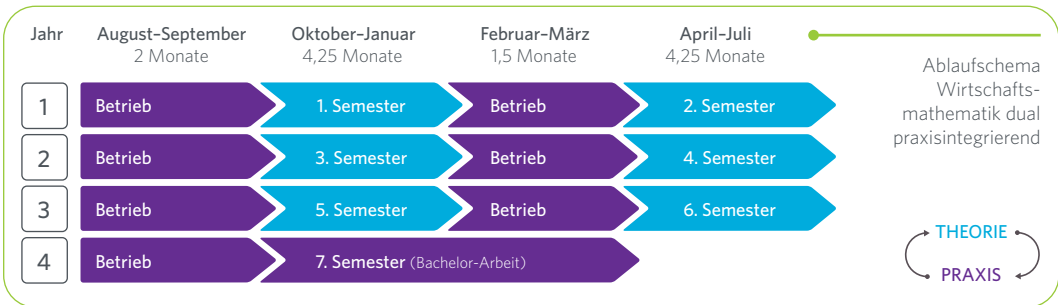 Jahr August–September Oktober–Januar Februar–März April–Juli
2 Monate 4,25 Monate 1,5 Monate 4,25 Monate
Ablaufschema
Wirtschafts-
mathematik dual
praxisintegrierend
1 Betrieb 1. Semester Betrieb 2. Semester
2 Betrieb 3. Semester Betrieb 4. Semester
3 Betrieb 5. Semester Betrieb 6. Semester
4 Betrieb 7. Semester (Bachelor-Arbeit)
THEORIE
PRAXIS